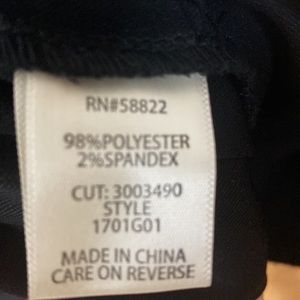 RN#58822
98%POLYESTER
2%SPANDEX
CUT: 3003490
STYLE
1701G01
MADE IN CHINA
CARE ON REVERSE